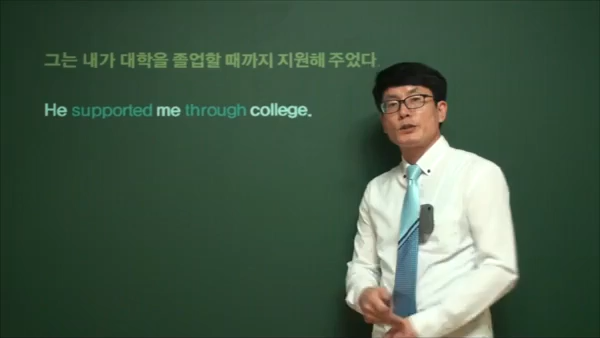 그는 내가 대학을 졸업할 때까지 지원해 주었다.
He supported me through college.